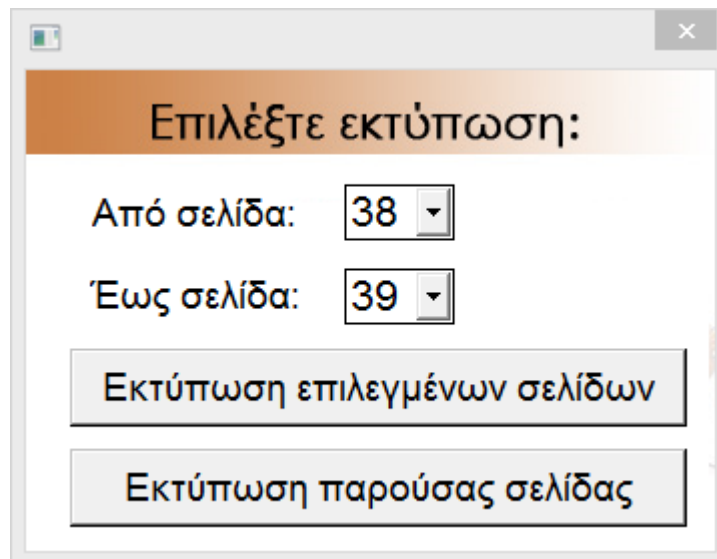 Επιλέξτε εκτύπωση:
Από σελίδα: 38
Έως σελίδα: 39
Εκτύπωση επιλεγμένων σελίδων
Εκτύπωση παρούσας σελίδας